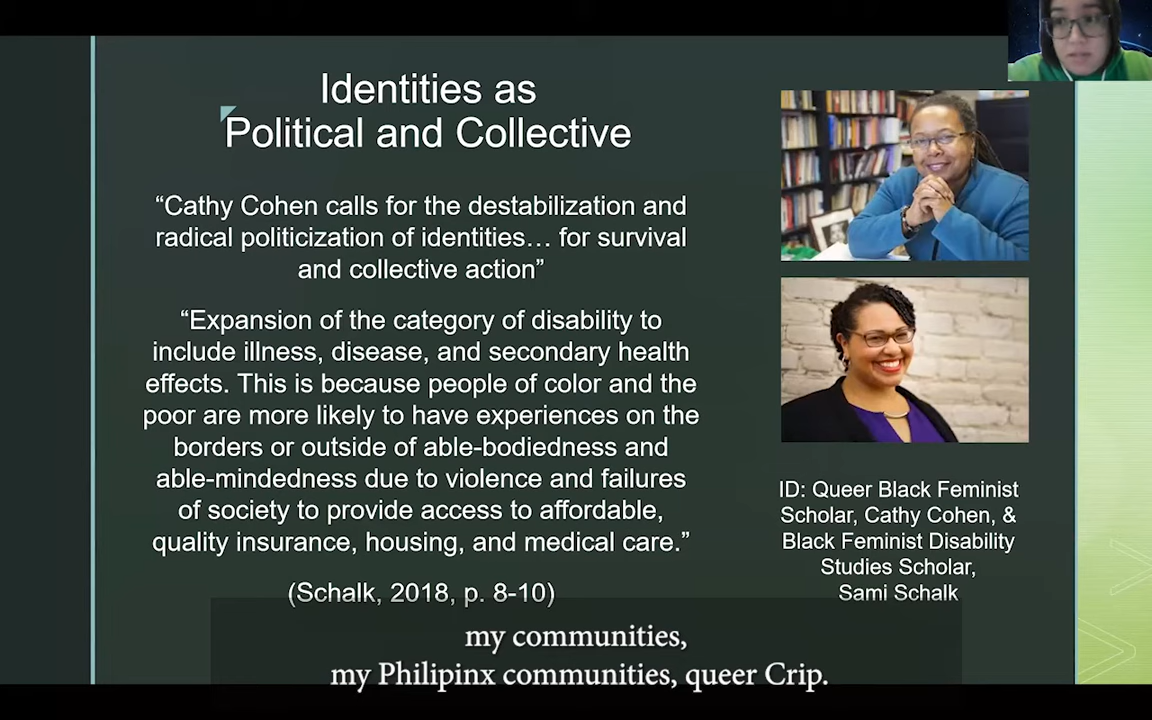 Identities as
Political and Collective
“Cathy Cohen calls for the destabilization and
radical politicization of identities… for survival
and collective action”
“Expansion of the category of disability to
include illness, disease, and secondary health
effects. This is because people of color and the
poor are more likely to have experiences on the
borders or outside of able-bodiedness and
able-mindedness due to violence and failures
of society to provide access to affordable,
quality insurance, housing, and medical care.”
(Schalk, 2018, p. 8-10)
ID: Queer Black Feminist
Scholar, Cathy Cohen, &
Black Feminist Disability
Studies Scholar,
Sami Schalk
my communities,
my Philipinx communities, queer Crip.